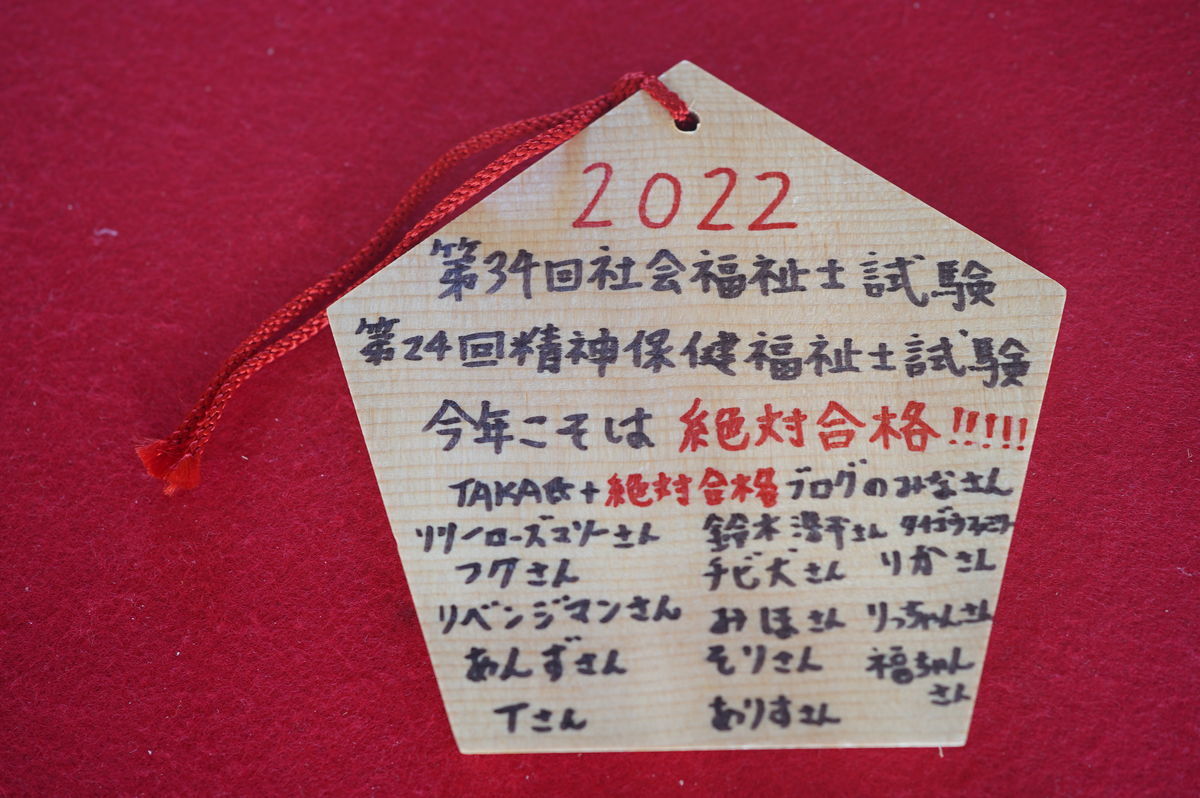 2022
第34回社会福祉士試験
第24回精神保健福祉士試験
今年こそは 絶対合格!!!!!
TAKA氏+絶対合格ブログのみなさん
リリーローズマリーさん 鈴木 さん
フグさん チビ犬さん りかさん
リベンジマンさん みほさん りっちゃんさん
あんずさん そりさん 福ちゃん
さん
Tさん ありすさん